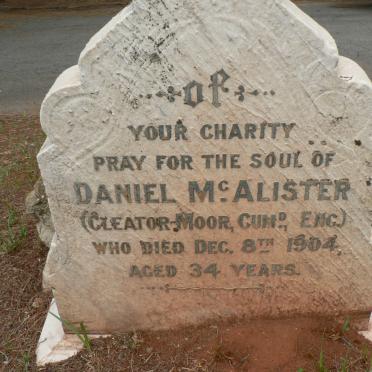 of
YOUR CHARITY
PRAY FOR THE SOUL OF
DANIEL McALISTER
(CLEATOR-MOOR, CUMD, ENG.)
WHO DIED DEC. 8TH 1904,
AGED 34 YEARS.